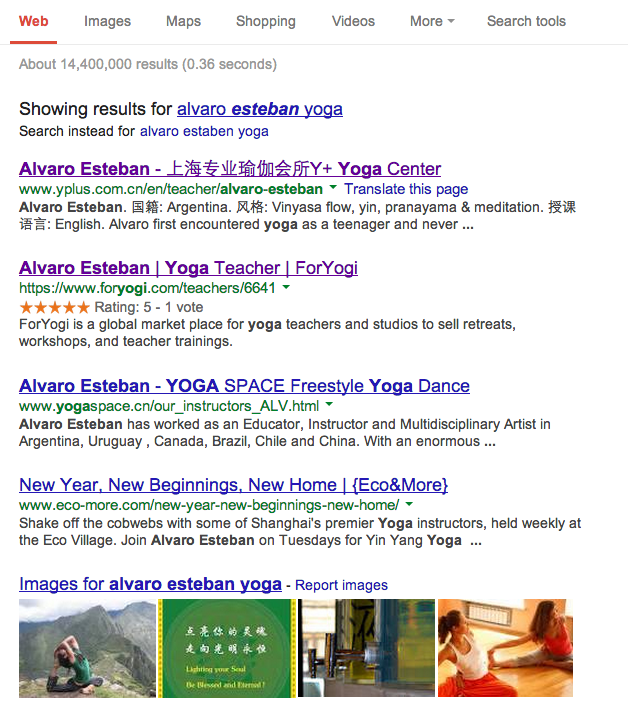 Web Images Maps Shopping Videos More Search tools
About 14,400,000 results (0.36 seconds)
Showing results for alvaro esteban yoga
Search instead for alvaro estaben yoga
Alvaro Esteban - 上海专业瑜伽会所Y+ Yoga Center
www.yplus.com.cn/en/teacher/alvaro-esteban Translate this page
Alvaro Esteban. 国籍: Argentina. 风格: Vinyasa flow, yin, pranayama & meditation. 授课
语言: English. Alvaro first encountered yoga as a teenager and never ...
Alvaro Esteban | Yoga Teacher | ForYogi
https://www.foryogi.com/teachers/6641
Rating: 5 - 1 vote
ForYogi is a global market place for yoga teachers and studios to sell retreats,
workshops, and teacher trainings.
Alvaro Esteban - YOGA SPACE Freestyle Yoga Dance
www.yogaspace.cn/our_instructors_ALV.html
Alvaro Esteban has worked as an Educator, Instructor and Multidisciplinary Artist in
Argentina, Uruguay , Canada, Brazil, Chile and China. With an enormous ...
New Year, New Beginnings, New Home | {Eco&More}
www.eco-more.com/new-year-new-beginnings-new-home/
Shake off the cobwebs with some of Shanghai's premier Yoga instructors, held weekly at
the Eco Village. Join Alvaro Esteban on Tuesdays for Yin Yang Yoga ...
Images for alvaro esteban yoga - Report images
点亮你的灵魂
走向光明永恒
Lighting your Soul
Be Blessed and Eternal !